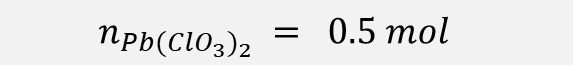 n_{Pb(ClO_3)_2} = 0.5 mol